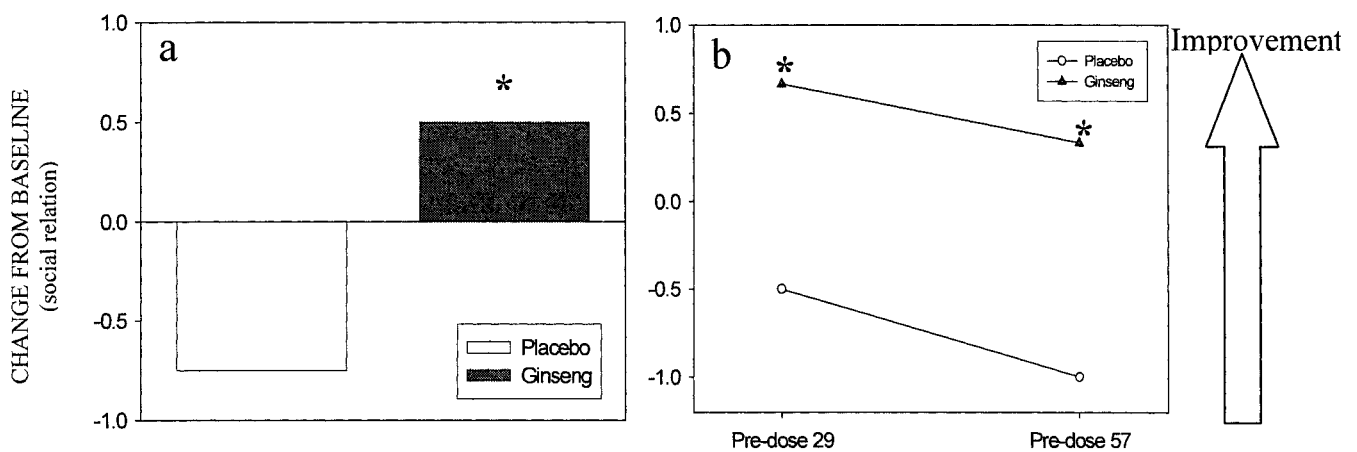 CHANGE FROM BASELINE
(social relation)
a
1.0
0.5
0.0
-0.5
-1.0
*
Placebo
Ginseng
b
1.0
0.5
0.0
-0.5
-1.0
*
*
Placebo
Ginseng
Pre-dose 29
Pre-dose 57
Improvement